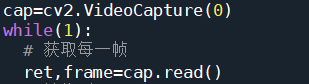 cap=cv2.VideoCapture(0)
while(1):
  # 获取每一帧
  ret,frame=cap.read()